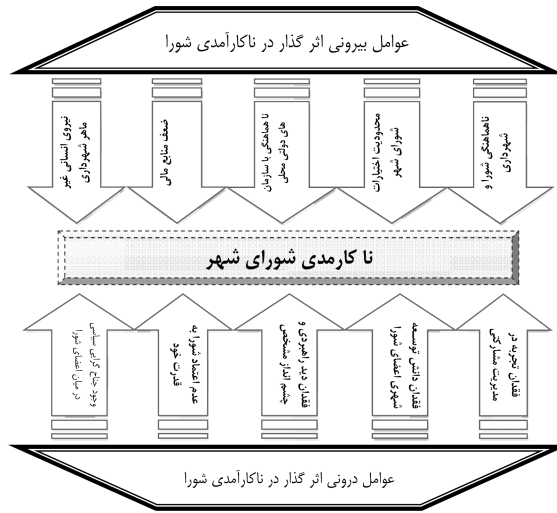 عوامل بیرونی اثر گذار در ناکارآمدی شورا
ناهماهنگی شورا و
شهرداری
محدودیت اختیارات
شورای شهر
نا هماهنگی با سازمان
های دولتی محلی
ضعف منابع مالی
نیروی انسانی غیر
ماهر شهرداری
نا کارمدی شورای شهر
فقدان تجربه در
مدیریت مشارکتی
فقدان دانش توسعه
شهری اعضای شورا
فقدان دید راهبردی و
چشم انداز مشخص
عدم اعتماد شورا به
قدرت خود
وجود جناح گرایی سیاسی
در میان اعضای شورا
عوامل درونی اثر گذار در ناکارآمدی شورا